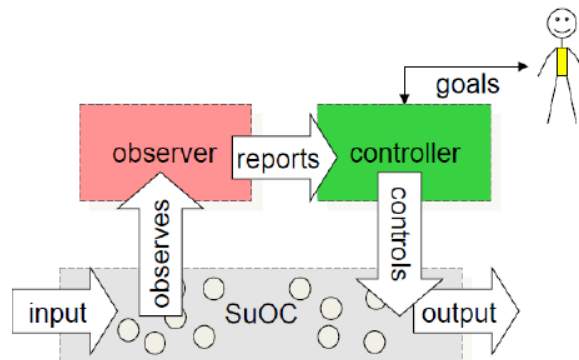 goals
observer
reports
controller
observes
controls
input
SuOC
output